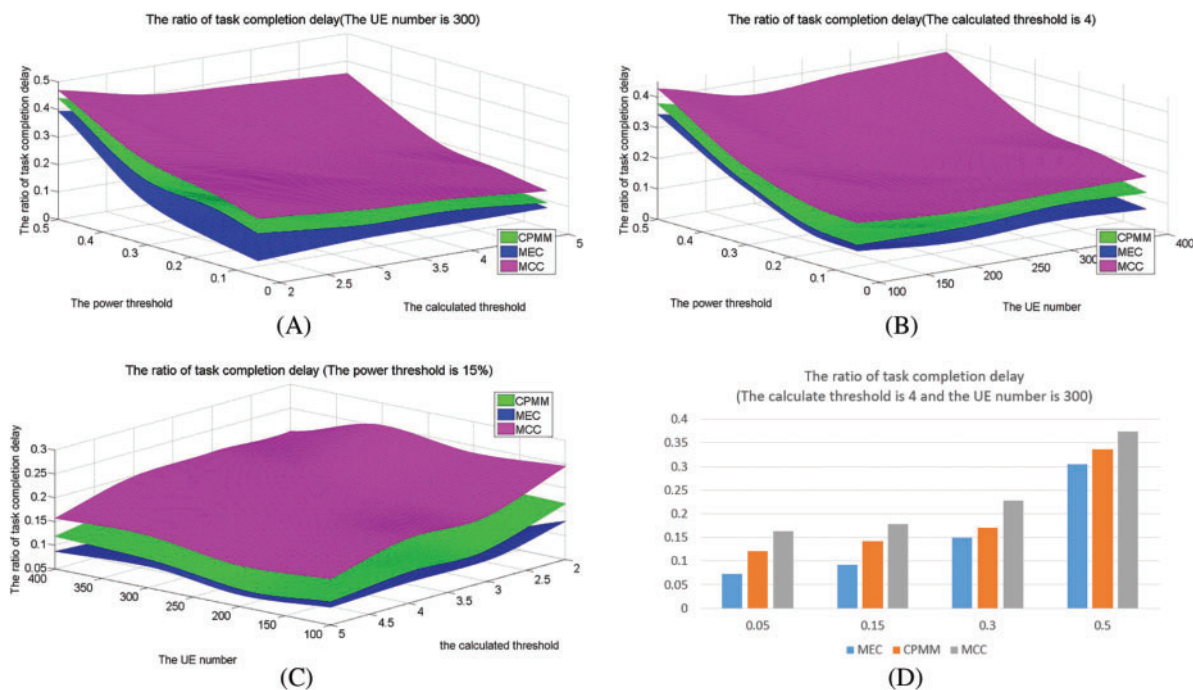 The ratio of task completion delay(The UE number is 300)
The ratio of task completion delay
0.5
0.4
0.3
0.2
0.1
0
0.5
0.4
0.3
0.2
0.1
0
2
2.5
3
3.5
4
4.5
5
CPMM
MEC
MCC
The power threshold
The calculated threshold
(A)
The ratio of task completion delay(The calculated threshold is 4)
The ratio of task completion delay
0.4
0.3
0.2
0.1
0
0.5
0.4
0.3
0.2
0.1
0
100
150
200
250
300
400
CPMM
MEC
MCC
The power threshold
The UE number
(B)
The ratio of task completion delay (The power threshold is 15%)
The ratio of task completion delay
CPMM
MEC
MCC
0.3
0.25
0.2
0.15
0.1
0.05
400
350
300
250
200
150
100
5
4.5
4
3.5
3
2.5
2
The UE number
the calculated threshold
(C)
The ratio of task completion delay
(The calculate threshold is 4 and the UE number is 300)
0.4
0.35
0.3
0.25
0.2
0.15
0.1
0.05
0
0.05
0.15
0.3
0.5
MEC
CPMM
MCC
(D)